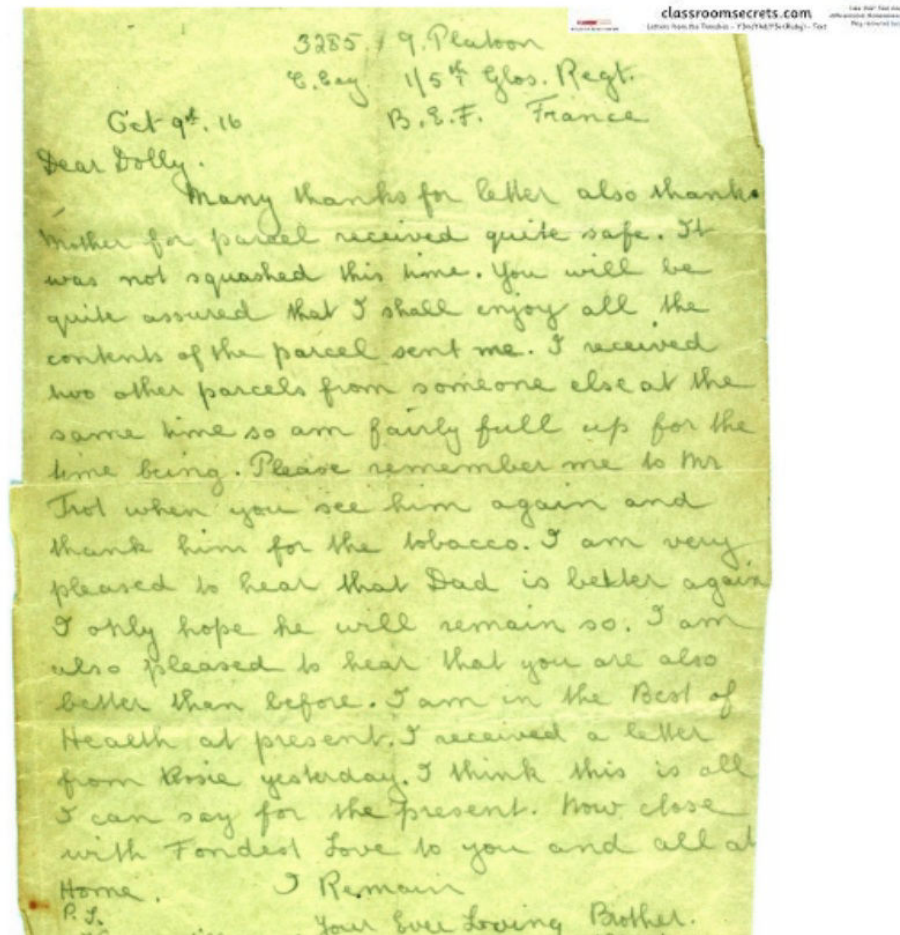 classroomsecrets.com
Letters from the Trenches –
3285. 9. Platoon
C. Coy 1/5th Glos. Regt.
Oct 9th. 16 B.E.F. France
Dear Dolly.
Many thanks for letter also thanks
Mother for parcel received quite safe. It
was not squashed this time. You will be
quite assured that I shall enjoy all the
contents of the parcel sent me. I received
two other parcels from someone else at the
same time so am fairly full up for the
time being. Please remember me to Mr
Trot when you see him again and
thank him for the tobacco. I am very
pleased to hear that Dad is better again
I only hope he will remain so. I am
also pleased to hear that you are also
better than before. I am in the Best of
Health at present. I received a letter
from Rosie yesterday. I think this is all
I can say for the present. Now close
with Fondest Love to you and all at
Home. I Remain
P.S. Your Ever Loving Brother.